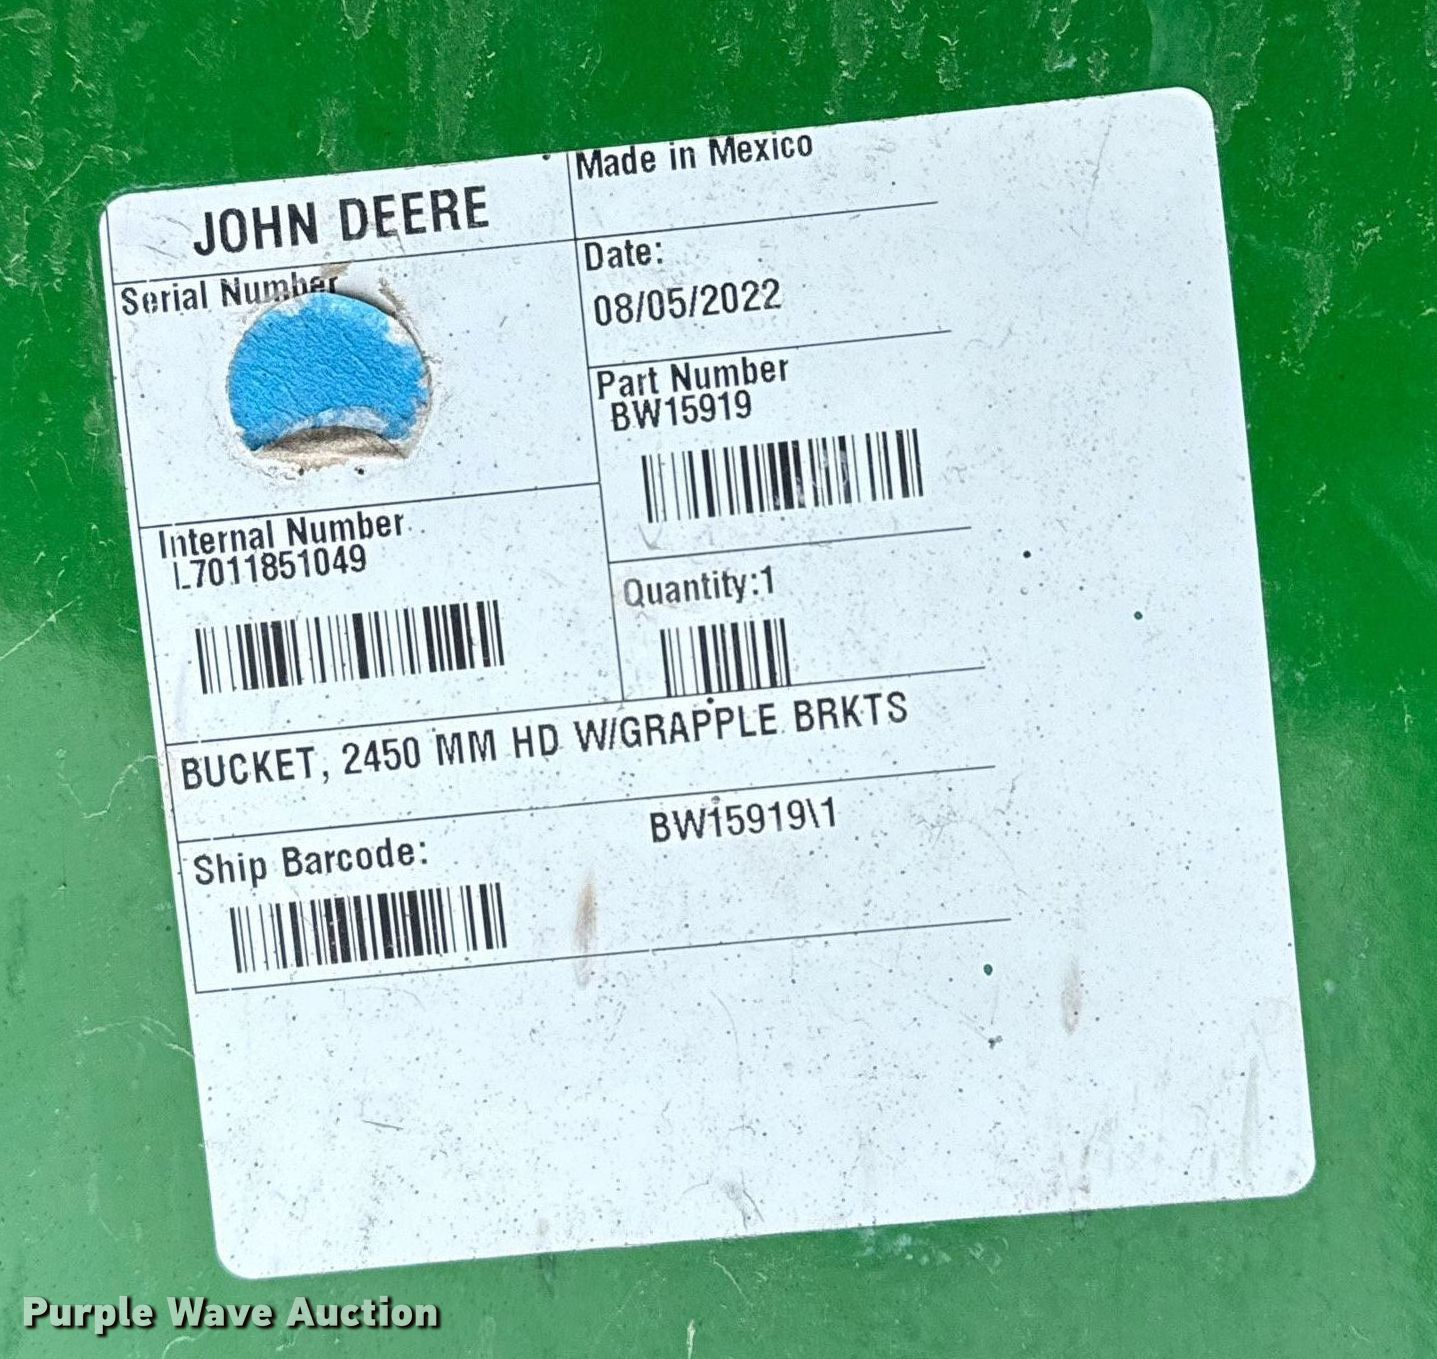 JOHN DEERE
Made in Mexico
Serial Number
Date:
08/05/2022
Part Number
BW15919
Internal Number
L7011851049
Quantity:1
BUCKET, 2450 MM HD W/GRAPPLE BRKTS
Ship Barcode:
BW15919\1
Purple Wave Auction